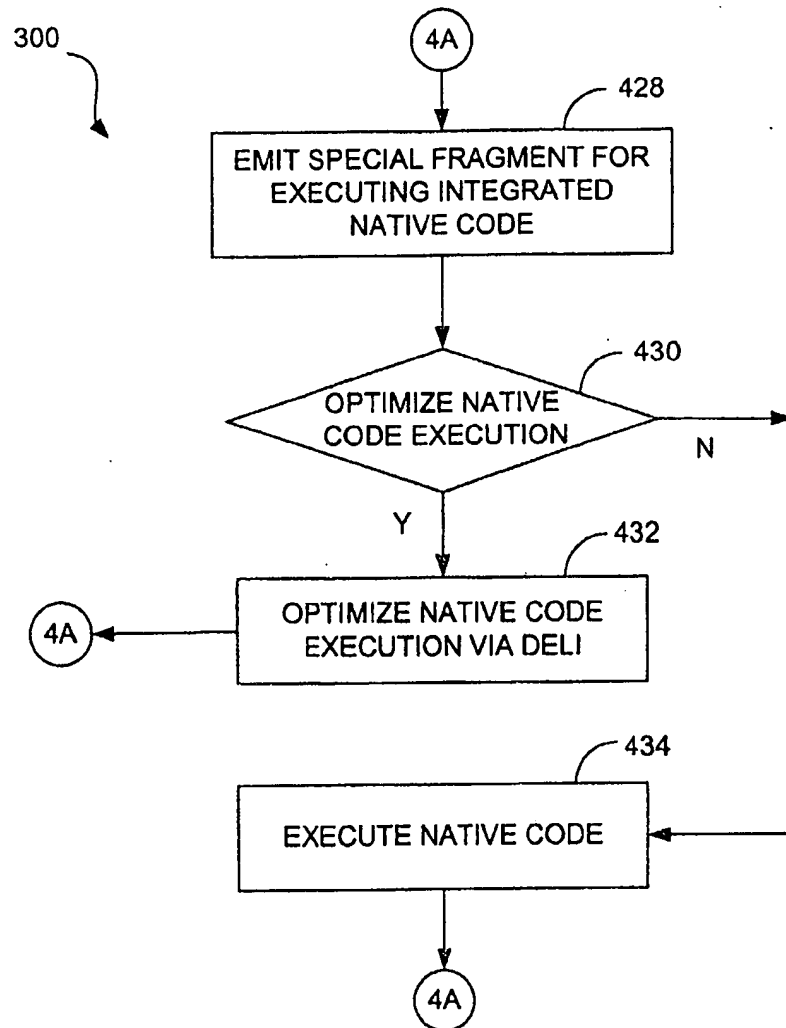 300
4A
428
EMIT SPECIAL FRAGMENT FOR
EXECUTING INTEGRATED
NATIVE CODE
430
OPTIMIZE NATIVE
CODE EXECUTION
N
Y
432
OPTIMIZE NATIVE CODE
EXECUTION VIA DELI
4A
434
EXECUTE NATIVE CODE
4A